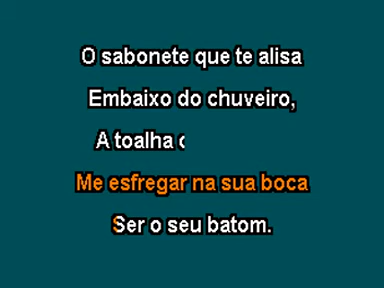 O sabonete que te alisa
Embaixo do chuveiro,
A toalha
Me esfregar na sua boca
Ser o seu batom.